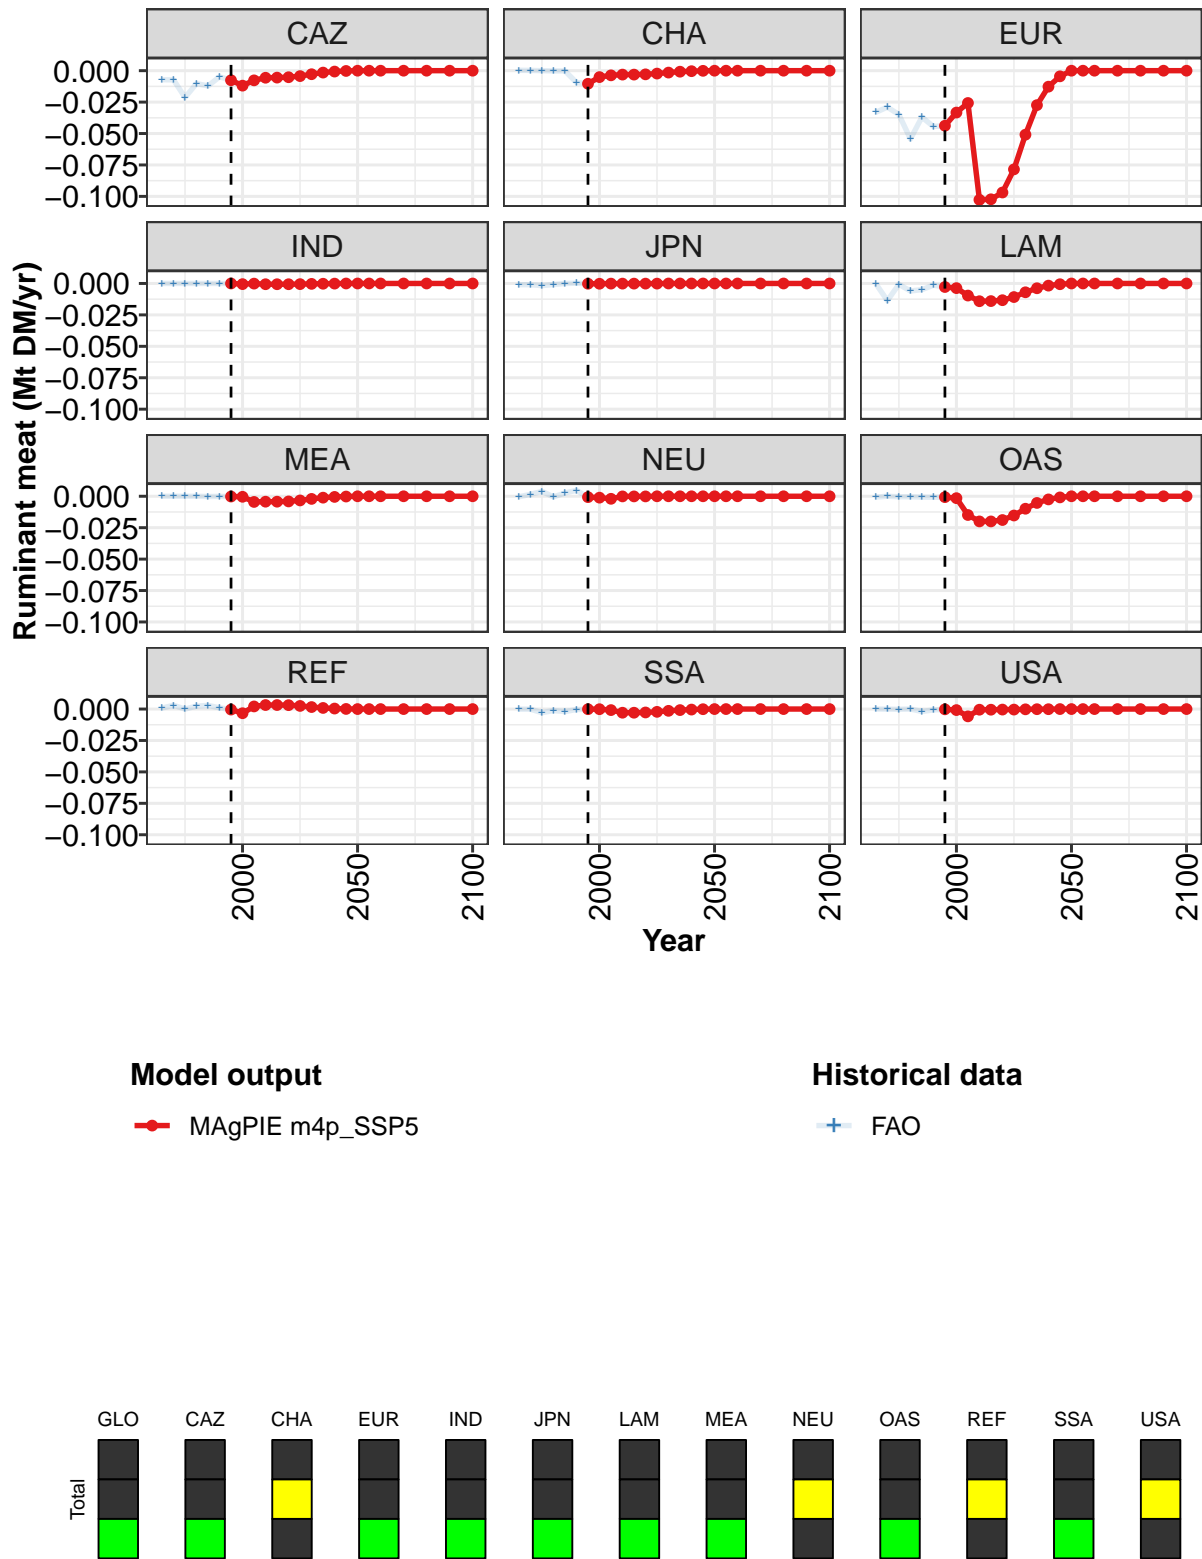 CAZ CHA EUR
0.000
−0.025
−0.050
−0.075
−0.100
IND JPN LAM
0.000
−0.025
−0.050
−0.075
−0.100
MEA NEU OAS
0.000
−0.025
−0.050
−0.075
−0.100
REF SSA USA
0.000
−0.025
−0.050
−0.075
−0.100
Ruminant meat (Mt DM/yr)
2000 2050 2100 2000 2050 2100 2000 2050 2100
Year
Model output Historical data
MAgPIE m4p_SSP5 FAO
GLO CAZ CHA EUR IND JPN LAM MEA NEU OAS REF SSA USA
Total